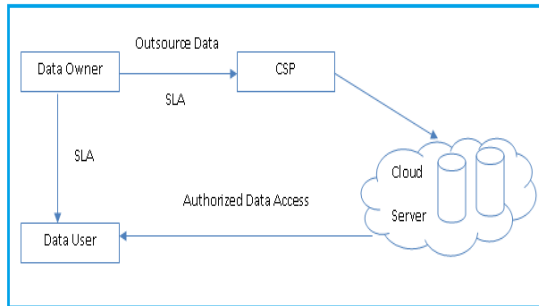 Outsource Data
Data Owner
CSP
SLA
SLA
Cloud
Server
Authorized Data Access
Data User